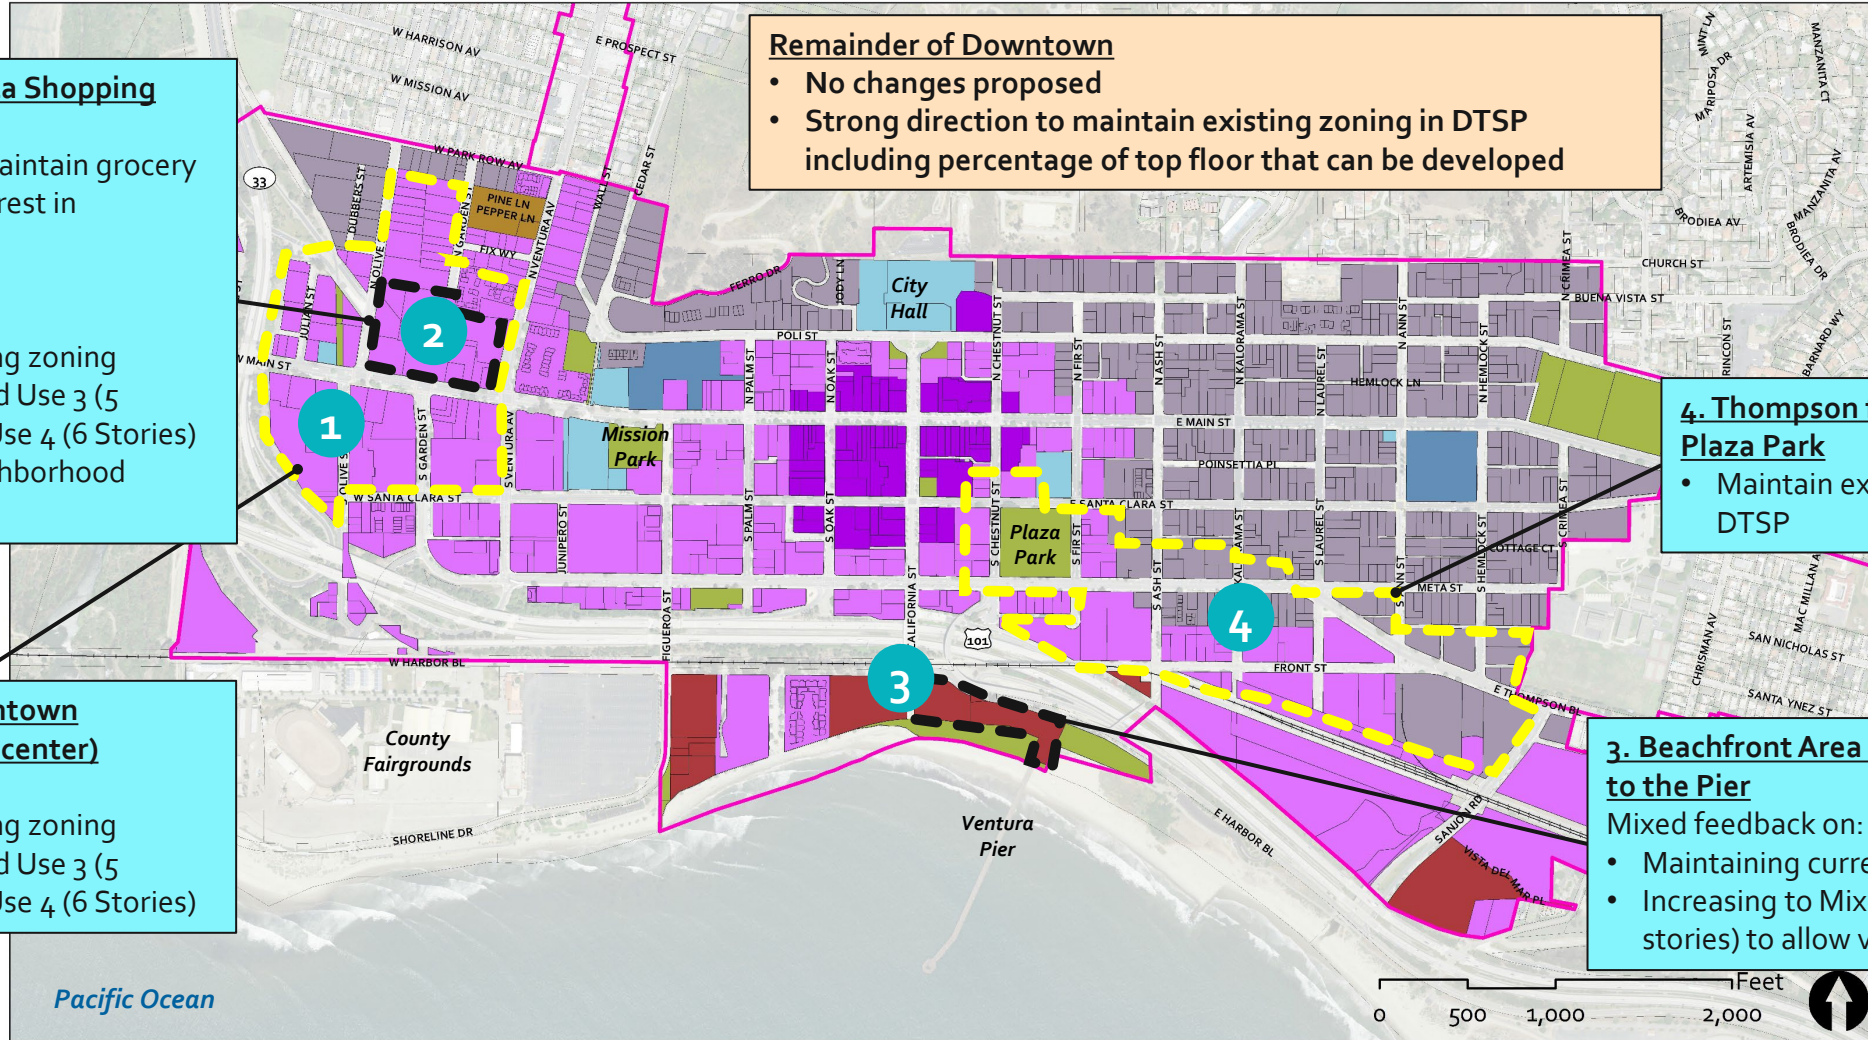 Remainder of Downtown
• No changes proposed
• Strong direction to maintain existing zoning in DTSP
including percentage of top floor that can be developed
a Shopping
aintain grocery
rest in
ng zoning
d Use 3 (5
Use 4 (6 Stories)
ghborhood
ntown
center)
ng zoning
d Use 3 (5
Use 4 (6 Stories)
4. Thompson
Plaza Park
• Maintain ex
DTSP
3. Beachfront Area
to the Pier
Mixed feedback on:
• Maintaining curre
• Increasing to Mix
stories) to allow v
W HARRISON AV
E PROSPECT ST
W MISSION AV
W PARK ROW AV
33
DUBBERS ST
N OLIVE
N GARDEN ST
PINE LN
PEPPER LN
FIX WY
N VENTURA AV
WALL ST
CEDAR ST
JULIAN ST
W MAIN ST
2
1
FERRO DR
JODY LN
City
Hall
POLI ST
N PALM ST
N OAK ST
N CHESTNUT ST
N FIR ST
N ASH ST
N KALORAMA ST
N LAUREL ST
N ANN ST
N HEMLOCK ST
N CRIMEA ST
HEMLOCK LN
CHURCH ST
BUENA VISTA ST
MINT LN
MARIPOSA DR
MANZANITA CT
ARTEMISIA AV
MANZANITA AV
BRODIEA AV
BRODIEA DR
RINCON ST
BARNARD WY
E MAIN ST
POINSETTIA PL
Mission
Park
S GARDEN ST
S VENTURA AV
W SANTA CLARA ST
E SANTA CLARA ST
JUNIPERO ST
FIGUEROA ST
S PALM ST
S OAK ST
CALIFORNIA ST
S CHESTNUT ST
Plaza
Park
S FIR ST
S ASH ST
S LAUREL ST
S HEMLOCK ST
S CRIMEA ST
COTTAGE CT
META ST
4
101
3
FRONT ST
E THOMPSON BL
W HARBOR BL
County
Fairgrounds
SHORELINE DR
Ventura
Pier
E HARBOR BL
SANJON RD
VISTA DEL MAR PL
CHRISMAN AV
MAC MILLAN A
SAN NICHOLAS ST
SANTA YNEZ ST
Pacific Ocean
Feet
0 500 1,000 2,000